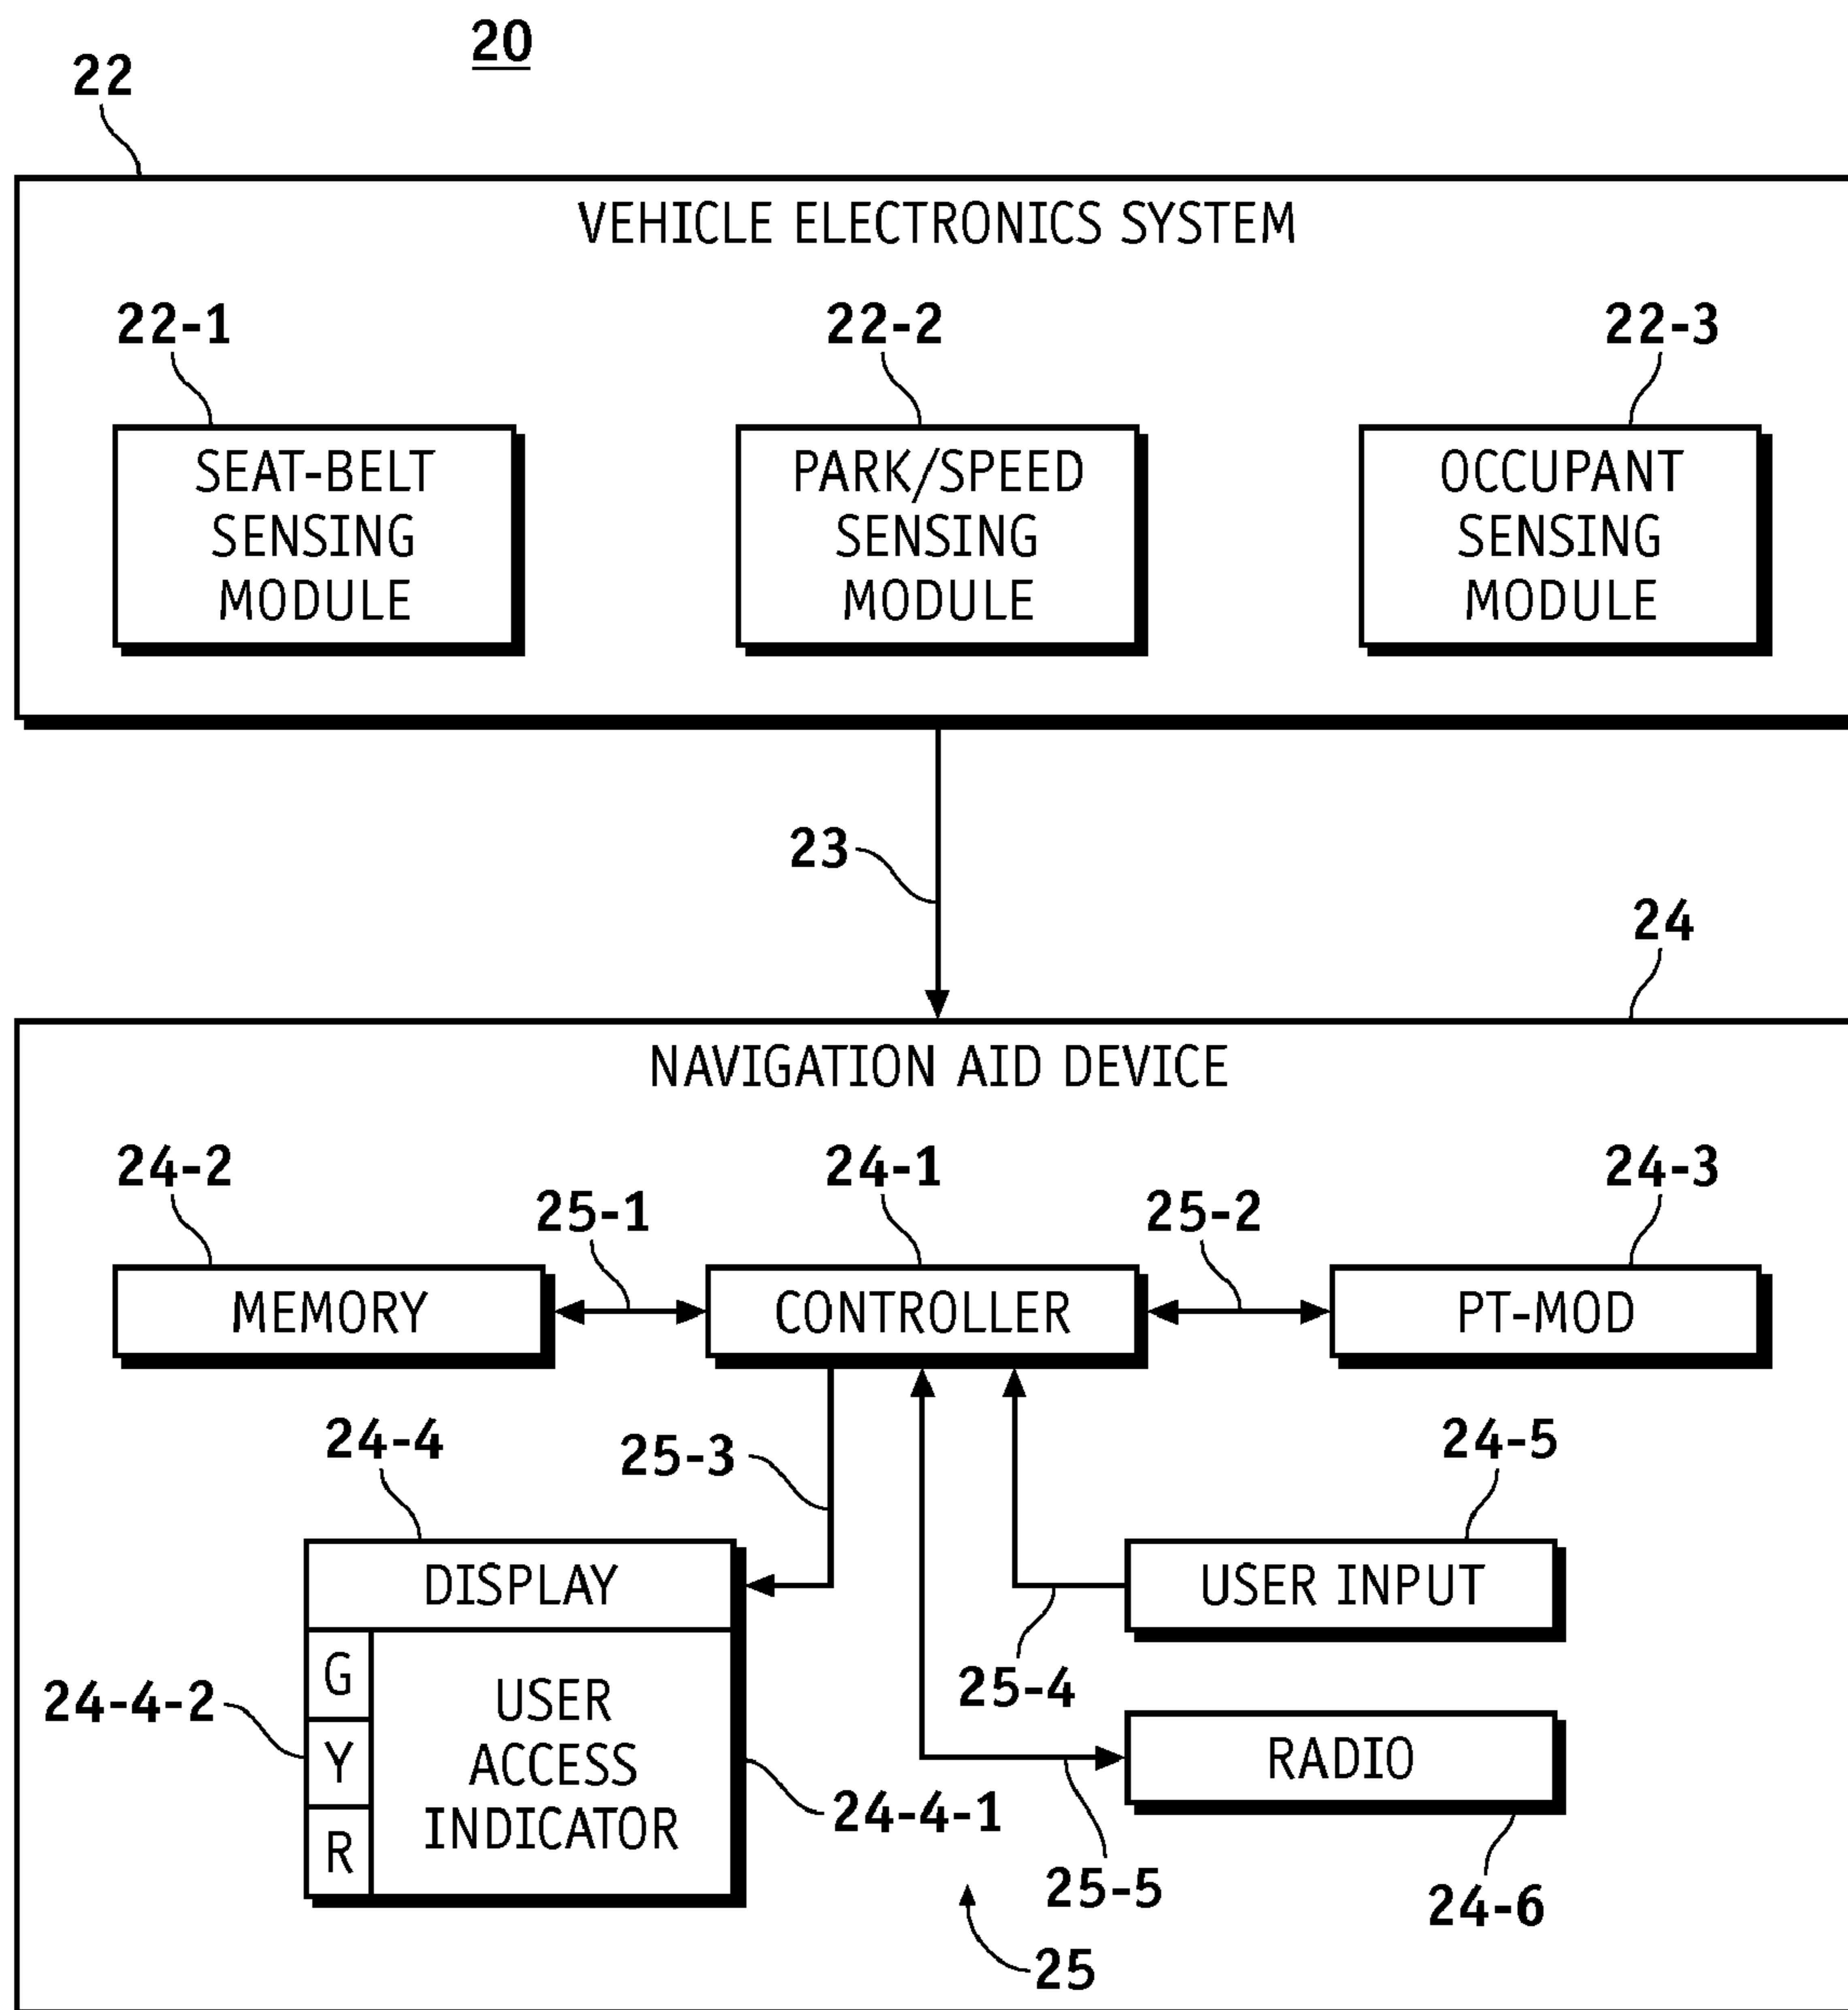 20
22
VEHICLE ELECTRONICS SYSTEM
22-1
22-2
22-3
SEAT-BELT
SENSING
MODULE
PARK/SPEED
SENSING
MODULE
OCCUPANT
SENSING
MODULE
23
24
NAVIGATION AID DEVICE
24-2
25-1
24-1
25-2
24-3
MEMORY
CONTROLLER
PT-MOD
24-4
25-3
24-5
DISPLAY
USER INPUT
G
Y
R
24-4-2
USER
ACCESS
INDICATOR
25-4
RADIO
24-4-1
25-5
24-6
25